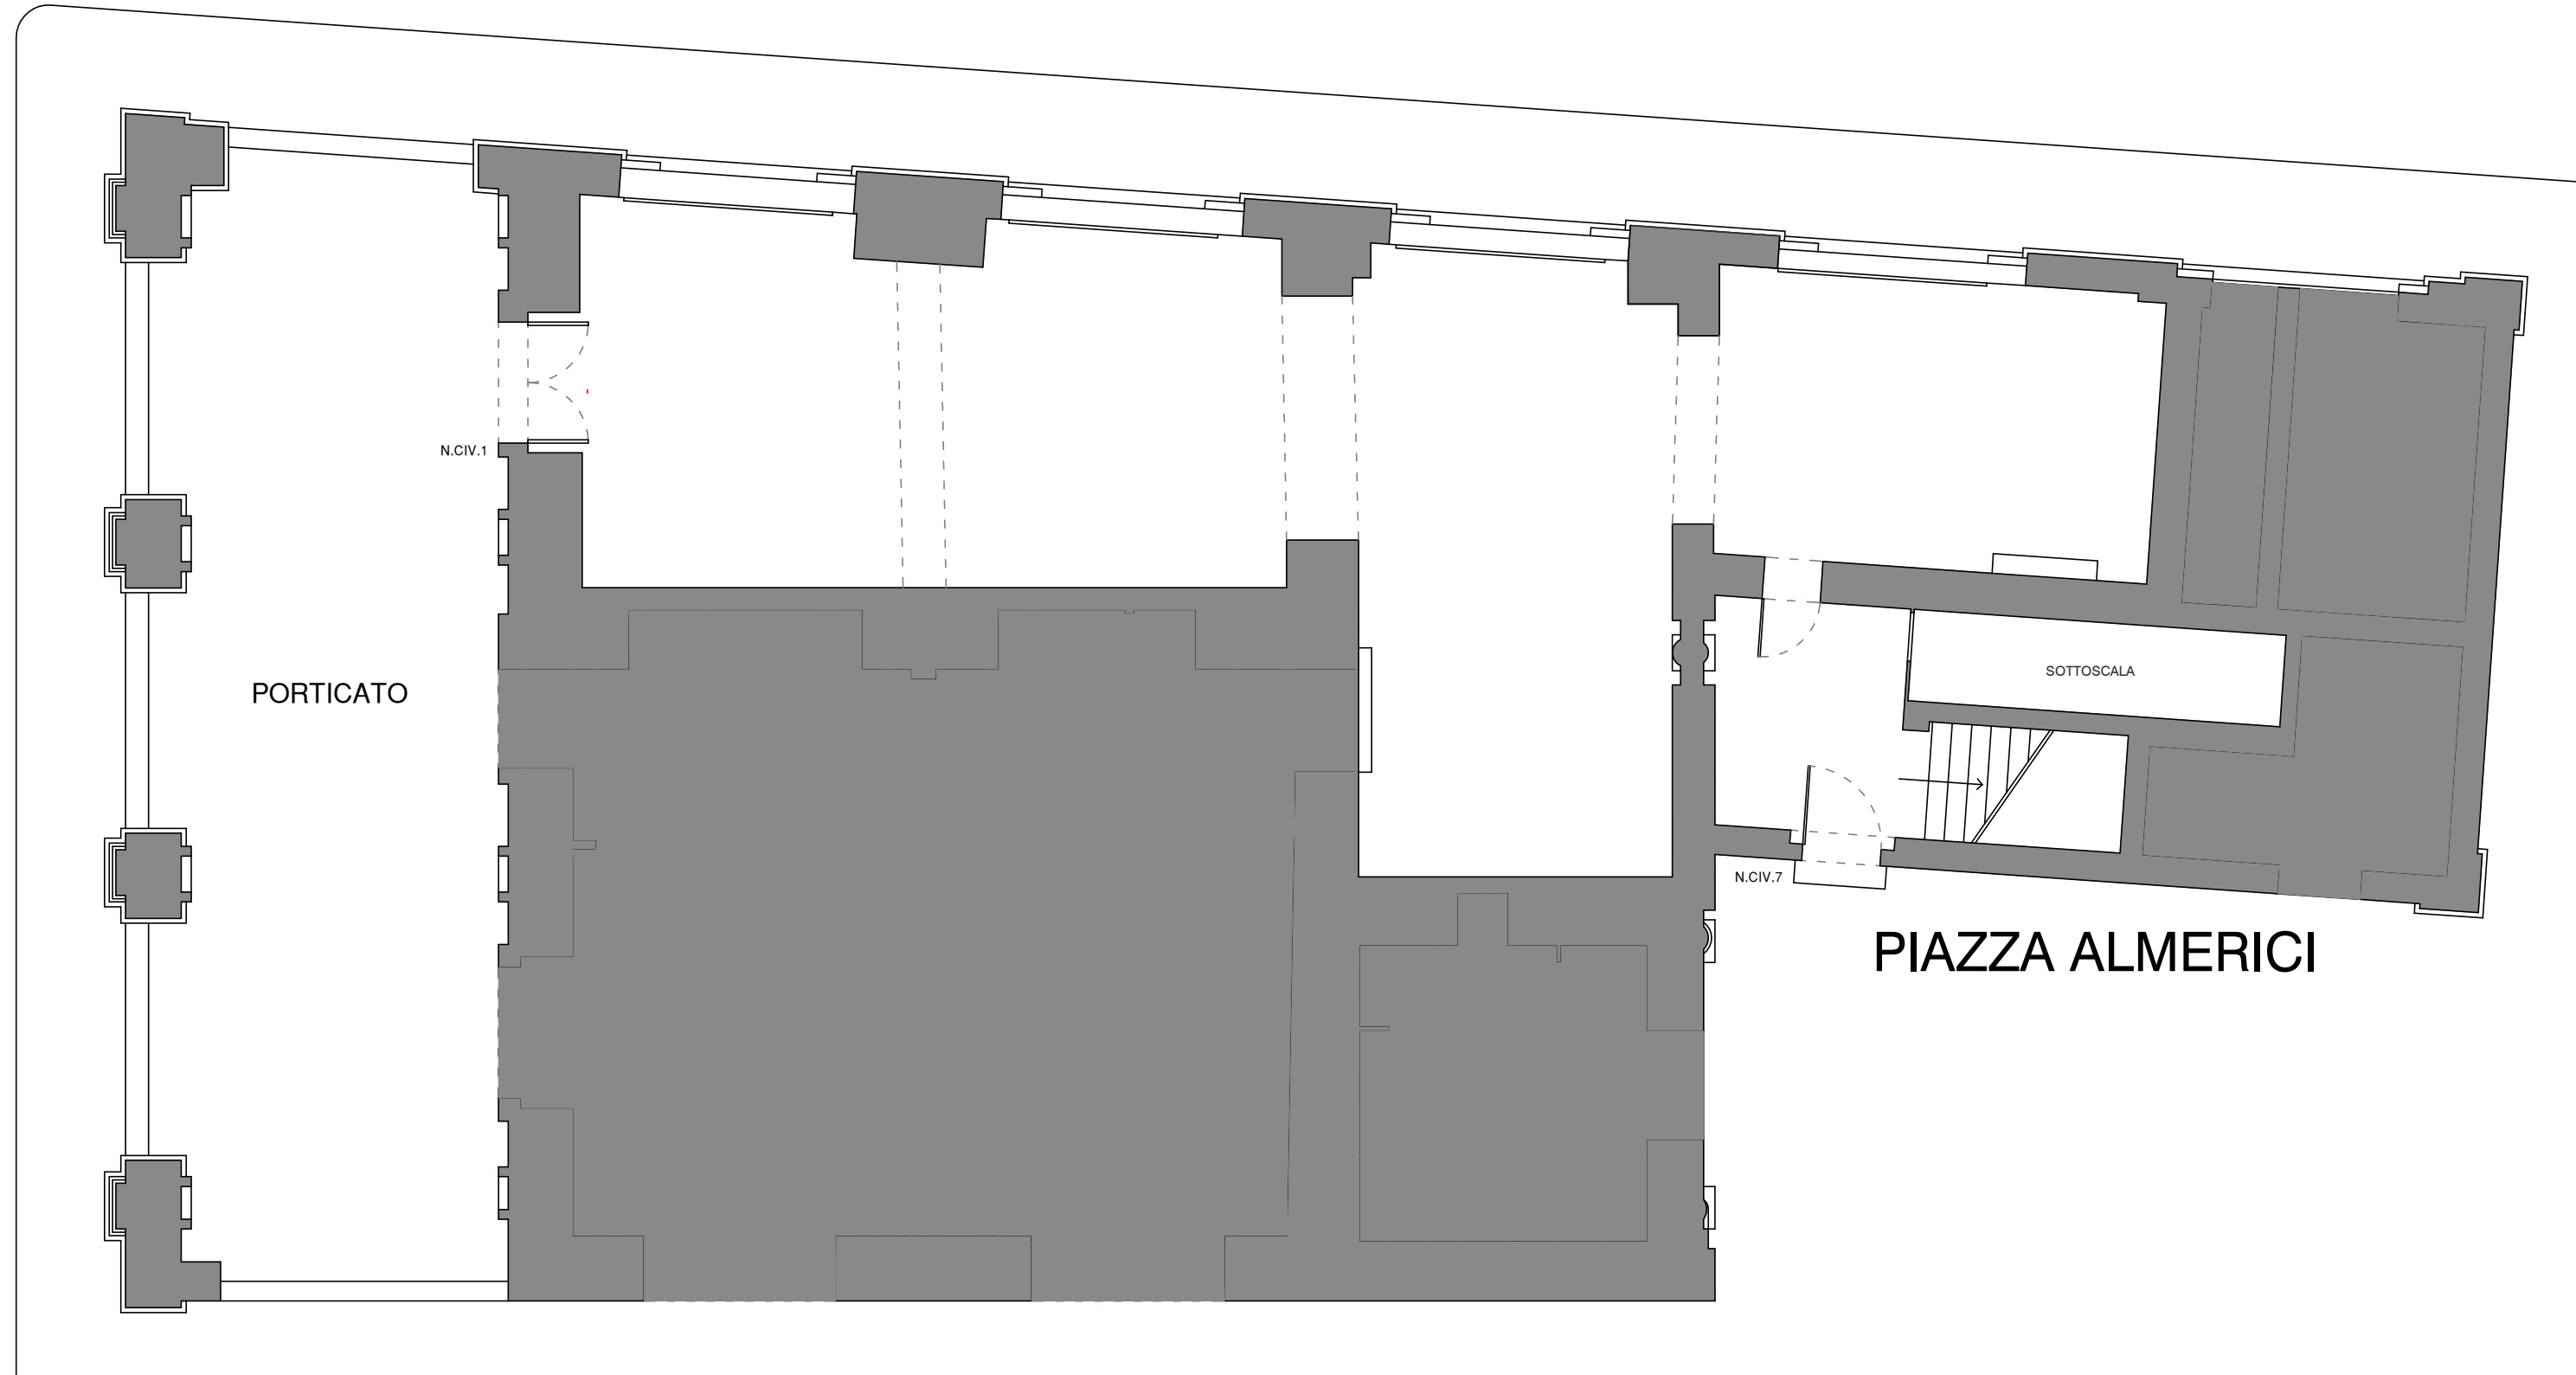 N.CIV.1
PORTICATO
SOTTOSCALA
N.CIV.7
PIAZZA ALMERICI